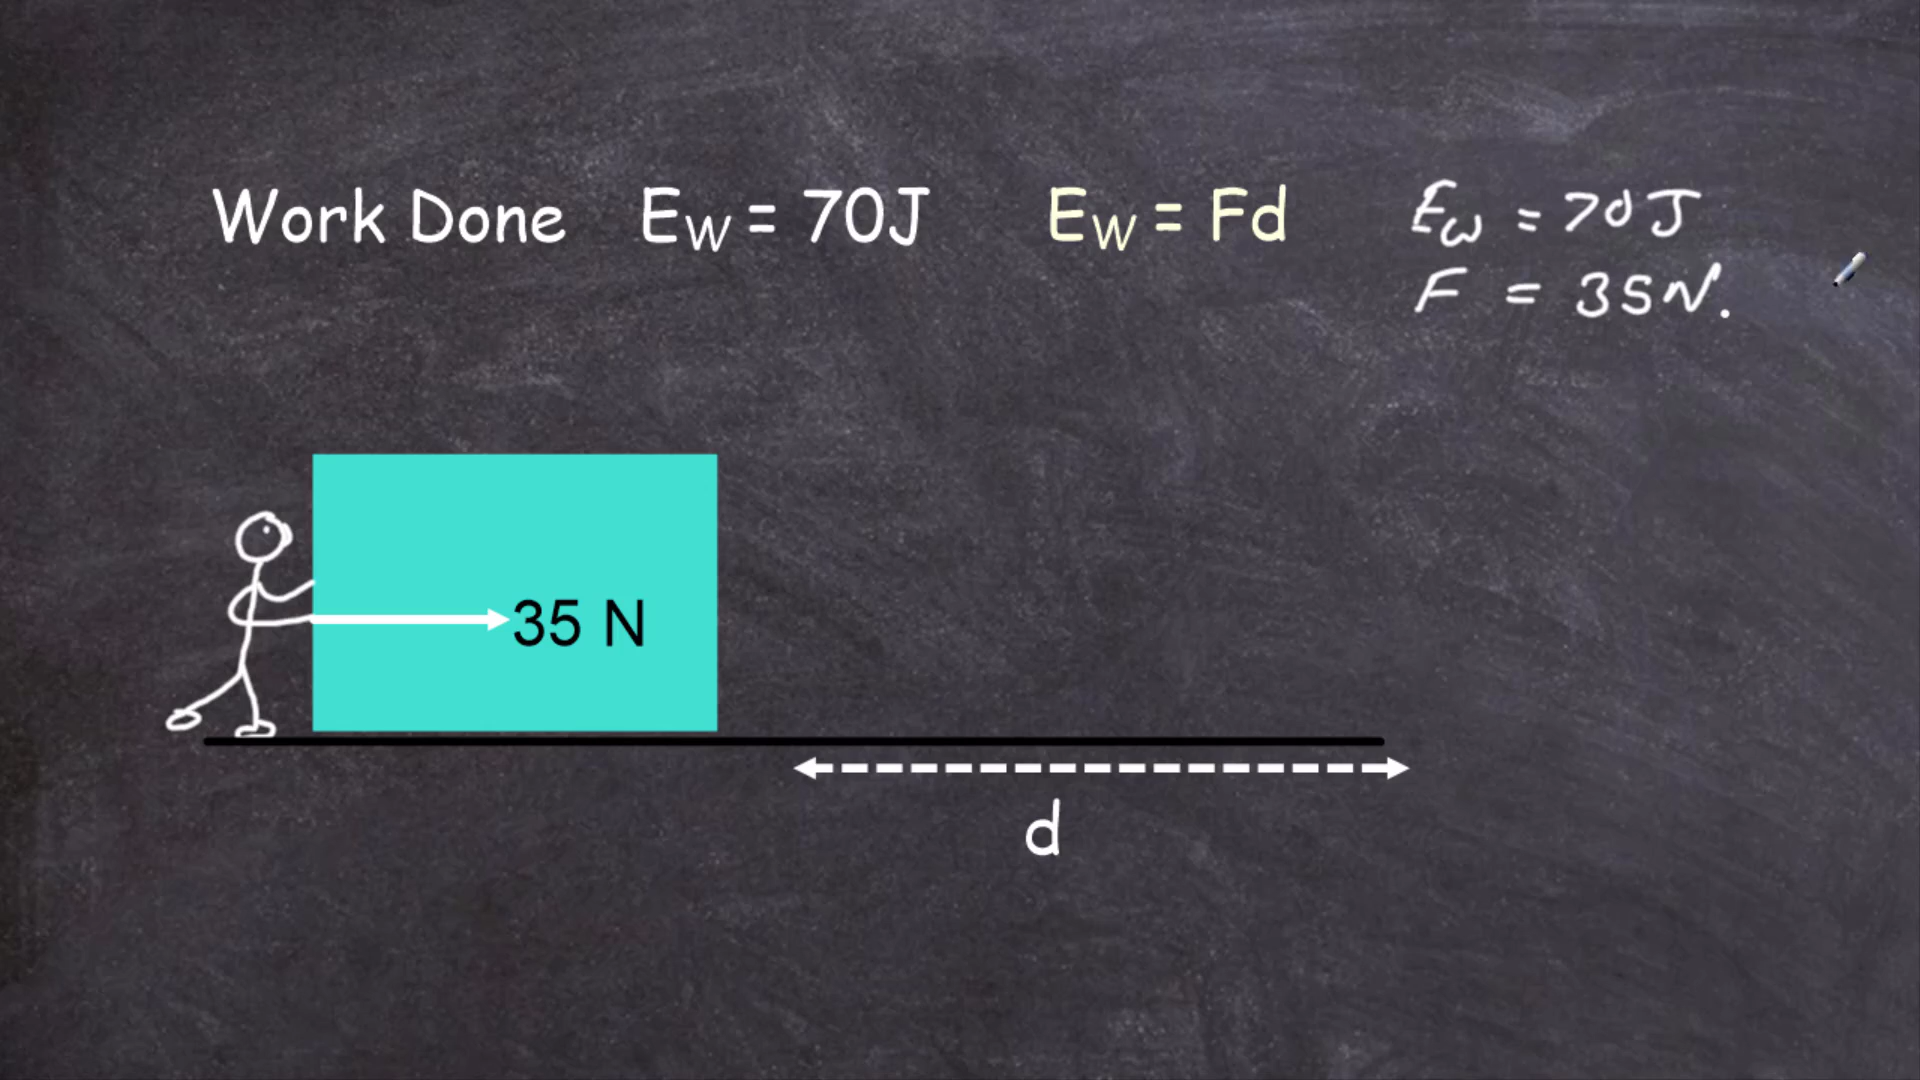 Work Done EW = 70J EW = Fd
Ew = 70J
F = 35N.
35 N
d